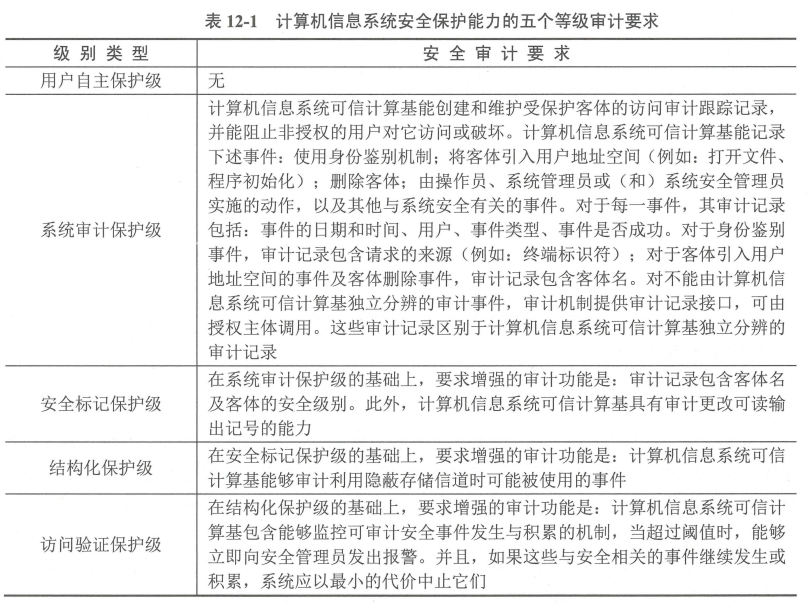 表 12-1 计算机信息系统安全保护能力的五个等级审计要求
级别类型
安全审计要求
用户自主保护级
无
系统审计保护级
计算机信息系统可信计算基能创建和维护受保护客体的访问审计跟踪记录，
并能阻止非授权的用户对它访问或破坏。计算机信息系统可信计算基能记录
下述事件：使用身份鉴别机制；将客体引入用户地址空间（例如：打开文件、
程序初始化）；删除客体；由操作员、系统管理员或（和）系统安全管理员
实施的动作，以及其他与系统安全有关的事件。对于每一事件，其审计记录
包括：事件的日期和时间、用户、事件类型、事件是否成功。对于身份鉴别
事件，审计记录包含请求的来源（例如：终端标识符）；对于客体引入用户
地址空间的事件及客体删除事件，审计记录包含客体名。对不能由计算机信
息系统可信计算基独立分辨的审计事件，审计机制提供审计记录接口，可由
授权主体调用。这些审计记录区别于计算机信息系统可信计算基独立分辨的
审计记录
安全标记保护级
在系统审计保护级的基础上，要求增强的审计功能是：审计记录包含客体名
及客体的安全级别。此外，计算机信息系统可信计算基具有审计更改可读输
出记号的能力
结构化保护级
在安全标记保护级的基础上，要求增强的审计功能是：计算机信息系统可信
计算基能够审计利用隐蔽存储信道时可能被使用的事件
访问验证保护级
在结构化保护级的基础上，要求增强的审计功能是：计算机信息系统可信计
算基包含能够监控可审计安全事件发生与积累的机制，当超过阈值时，能够
立即向安全管理员发出报警。并且，如果这些与安全相关的事件继续发生或
积累，系统应以最小的代价中止它们